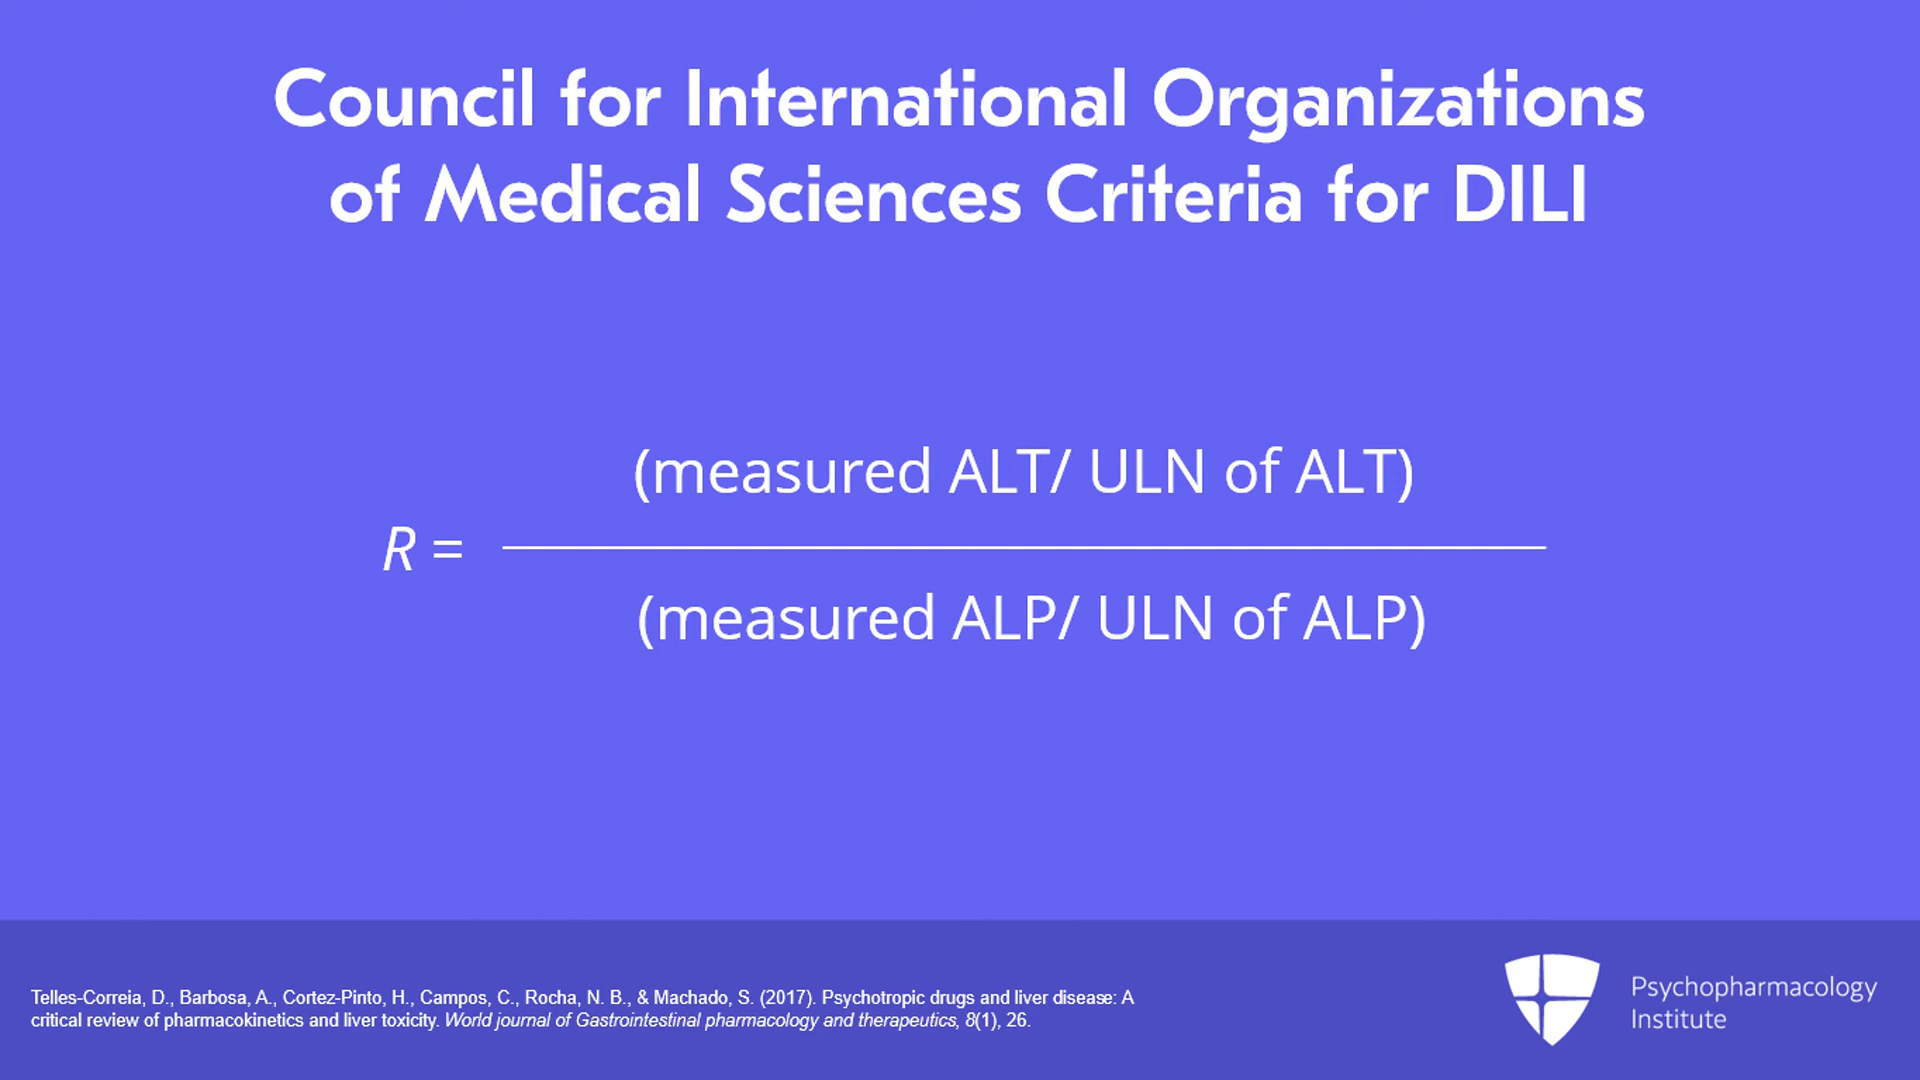 Council for International Organizations
of Medical Sciences Criteria for DILI
(measured ALT/ ULN of ALT)
R =
(measured ALP/ ULN of ALP)
Telles-Correia, D., Barbosa, A., Cortez-Pinto, H., Campos, C., Rocha, N. B., & Machado, S. (2017). Psychotropic drugs and liver disease: A
critical review of pharmacokinetics and liver toxicity. World journal of Gastrointestinal pharmacology and therapeutics, 8(1), 26.
Psychopharmacology
Institute